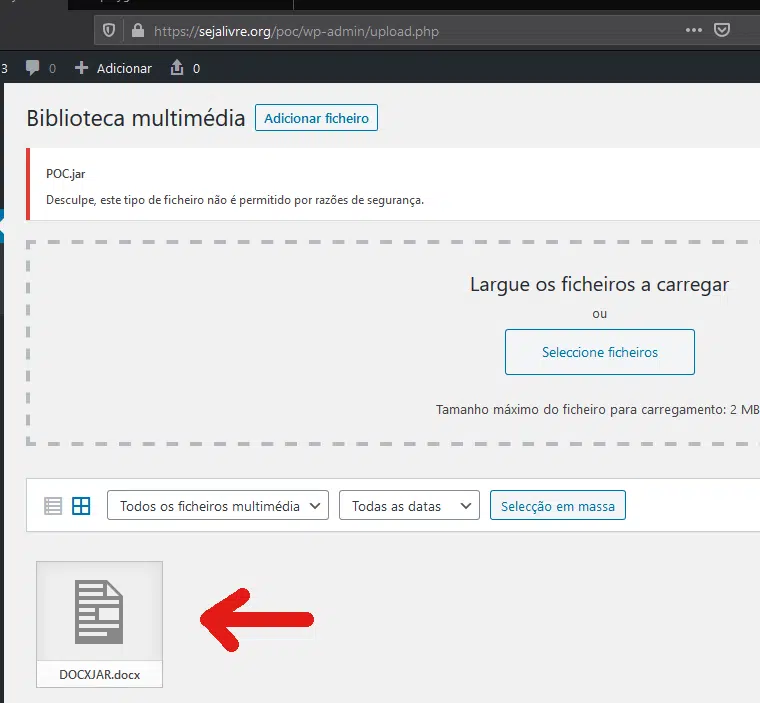 https://sejalivre.org/poc/wp-admin/upload.php
3 0 Adicionar 0
Biblioteca multimédia Adicionar ficheiro
POC.jar
Desculpe, este tipo de ficheiro não é permitido por razões de segurança.
Largue os ficheiros a carregar
ou
Seleccione ficheiros
Tamanho máximo do ficheiro para carregamento: 2 MB
Todos os ficheiros multimédia Todas as datas Selecção em massa
DOCXJAR.docx